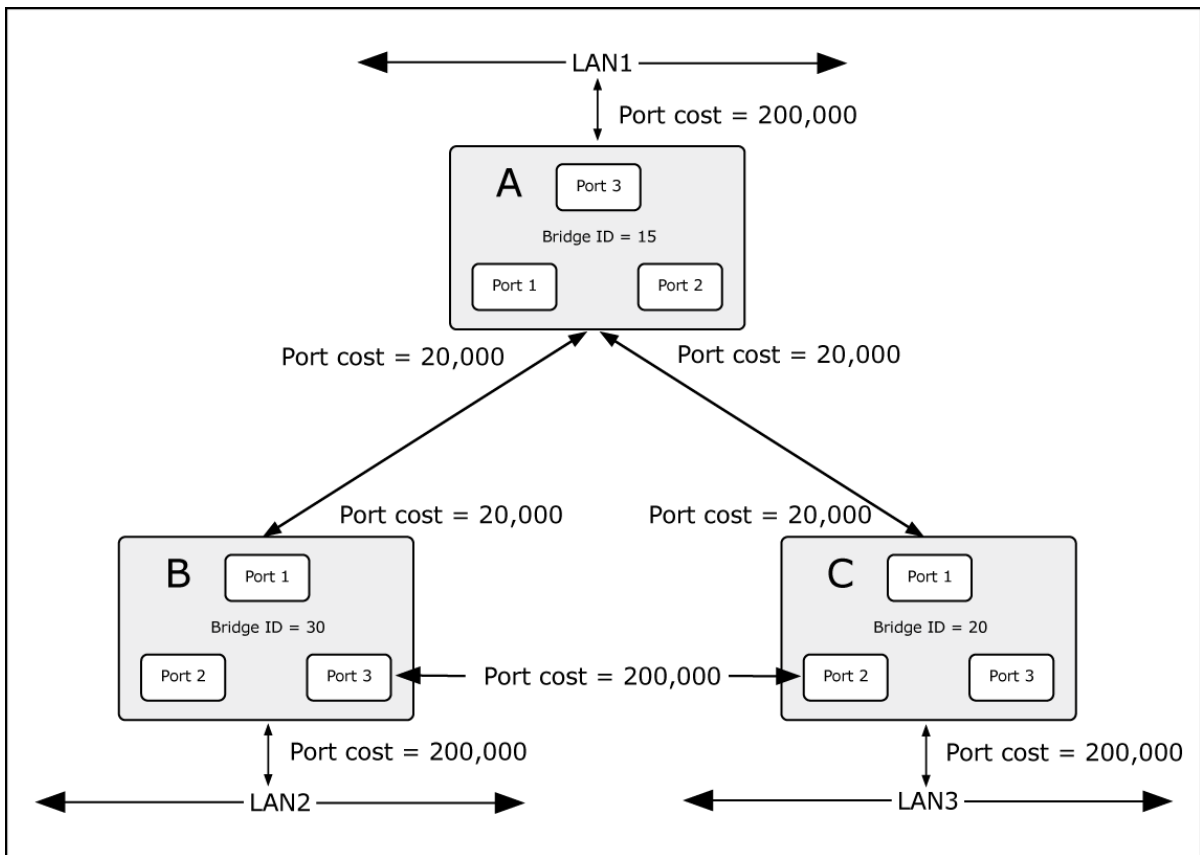 LAN1
Port cost = 200,000
A
Port 3
Bridge ID = 15
Port 1
Port 2
Port cost = 20,000
Port cost = 20,000
Port cost = 20,000
Port cost = 20,000
B
Port 1
Bridge ID = 30
Port 2
Port 3
C
Port 1
Bridge ID = 20
Port 2
Port 3
Port cost = 200,000
Port cost = 200,000
LAN2
Port cost = 200,000
LAN3